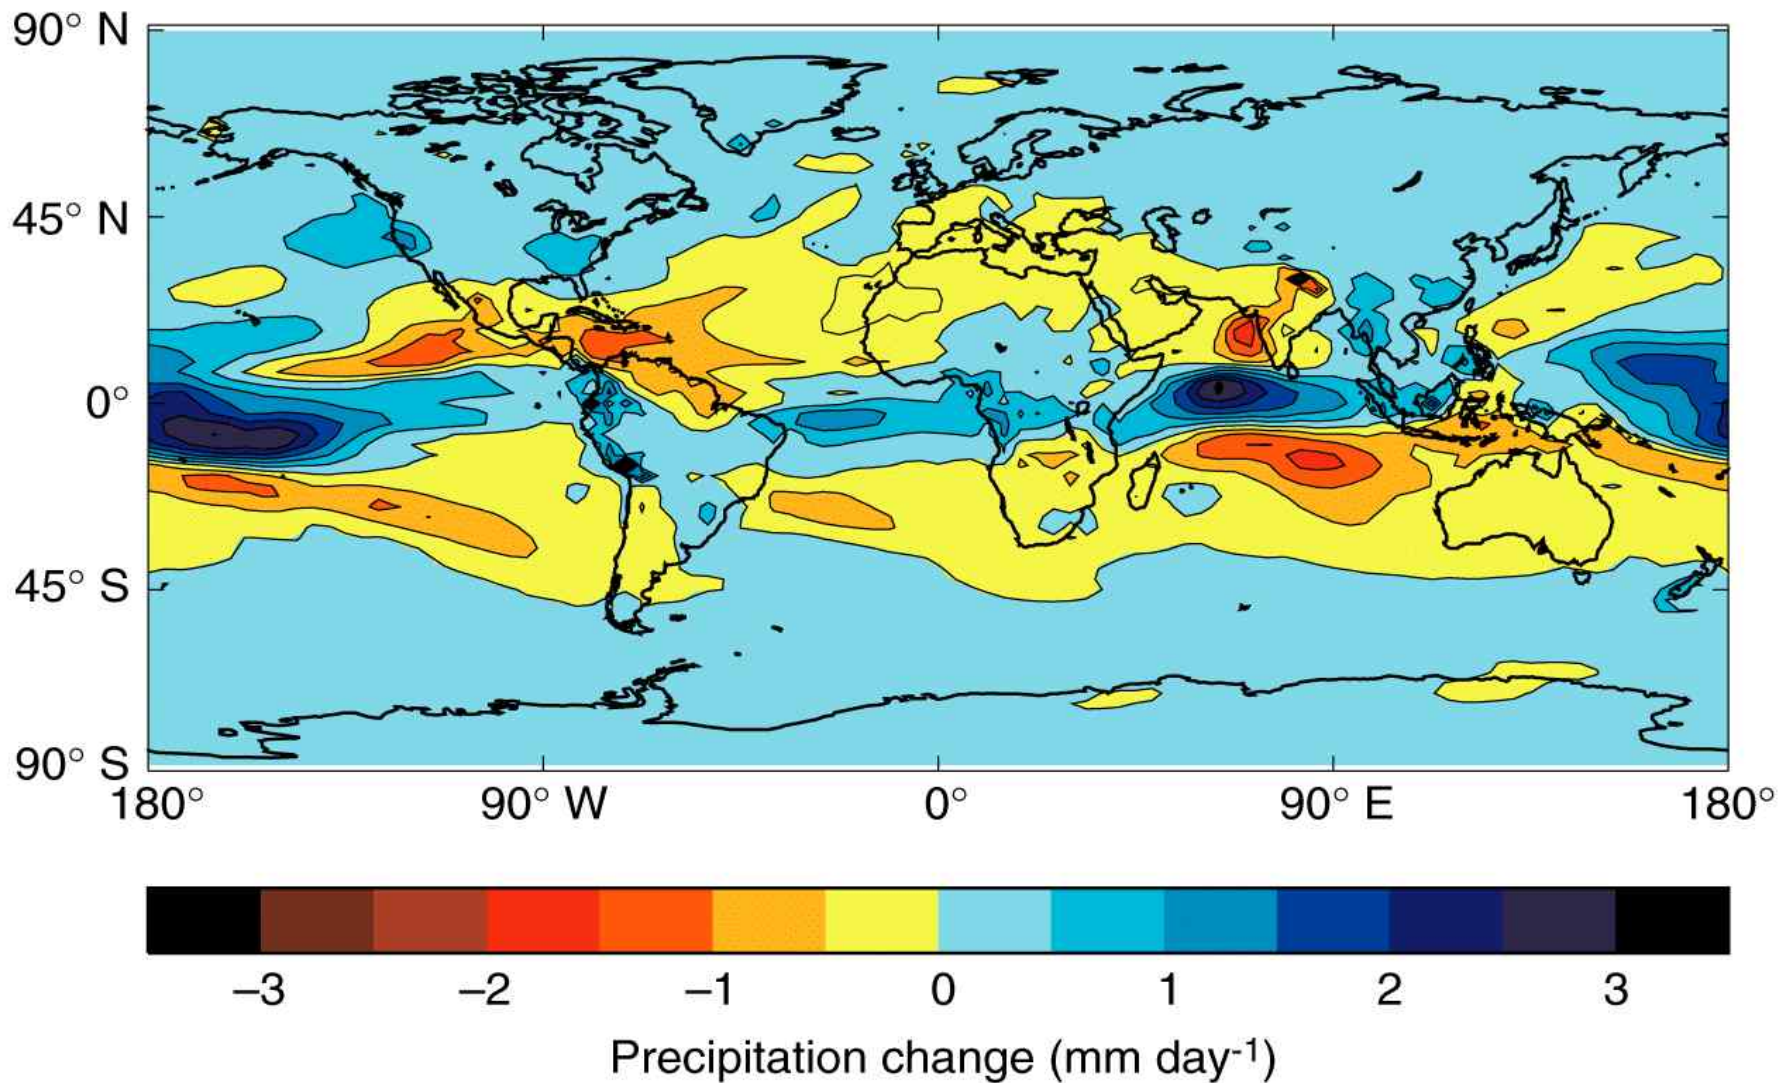 90° N
45° N
0°
45° S
90° S
180° 90° W 0° 90° E 180°
–3 –2 –1 0 1 2 3
Precipitation change (mm day-1)